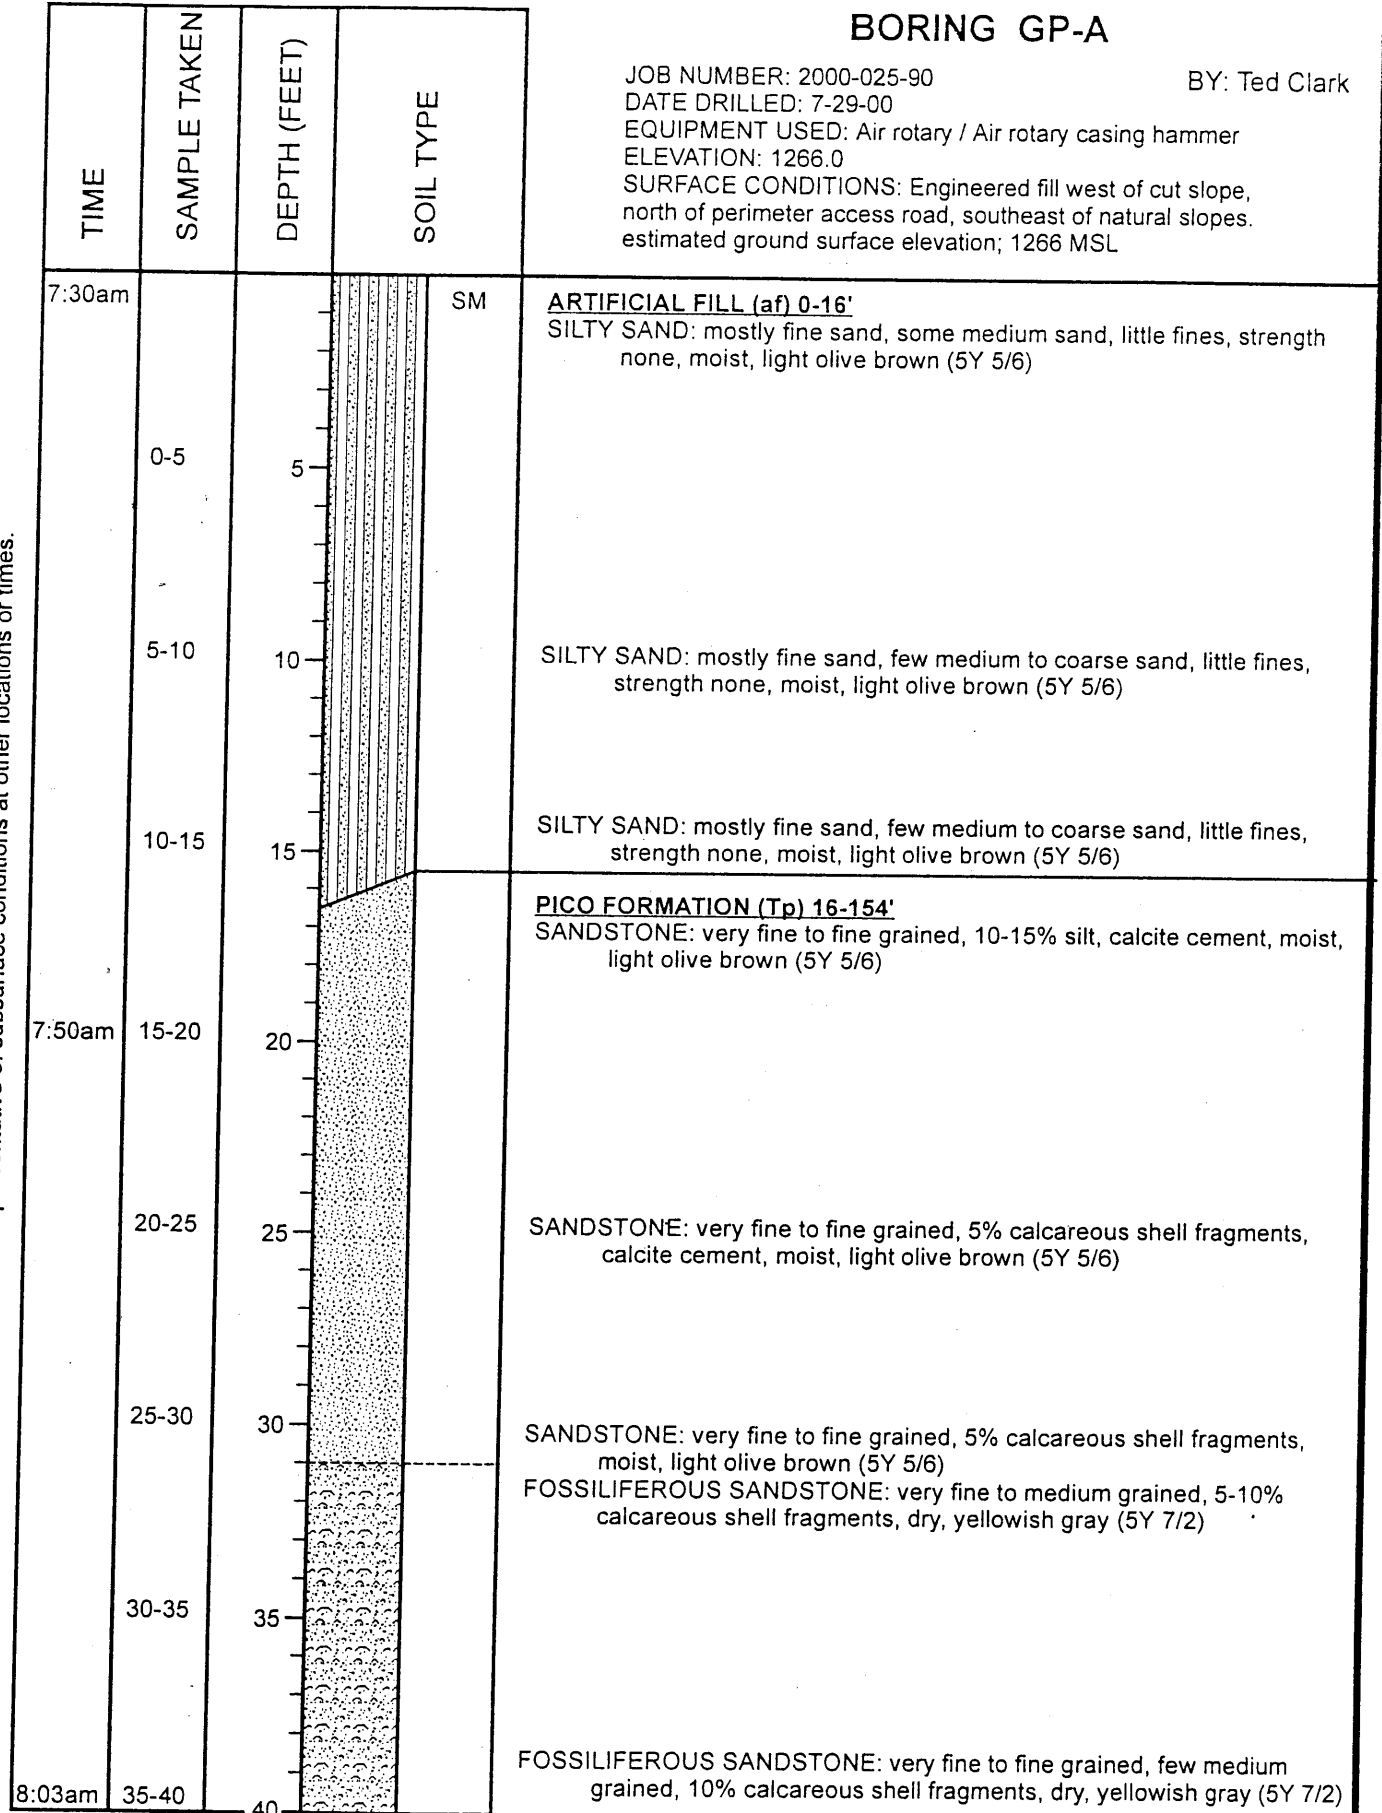 BORING GP-A
JOB NUMBER: 2000-025-90 BY: Ted Clark
DATE DRILLED: 7-29-00
EQUIPMENT USED: Air rotary / Air rotary casing hammer
ELEVATION: 1266.0
SURFACE CONDITIONS: Engineered fill west of cut slope,
north of perimeter access road, southeast of natural slopes.
estimated ground surface elevation; 1266 MSL
TIME
SAMPLE TAKEN
DEPTH (FEET)
SOIL TYPE
7:30am SM ARTIFICIAL FILL (af) 0-16'
SILTY SAND: mostly fine sand, some medium sand, little fines, strength
none, moist, light olive brown (5Y 5/6)
0-5 5
5-10 10 SILTY SAND: mostly fine sand, few medium to coarse sand, little fines,
strength none, moist, light olive brown (5Y 5/6)
10-15 15 SILTY SAND: mostly fine sand, few medium to coarse sand, little fines,
strength none, moist, light olive brown (5Y 5/6)
PICO FORMATION (Tp) 16-154'
SANDSTONE: very fine to fine grained, 10-15% silt, calcite cement, moist,
light olive brown (5Y 5/6)
7:50am 15-20 20
20-25 25 SANDSTONE: very fine to fine grained, 5% calcareous shell fragments,
calcite cement, moist, light olive brown (5Y 5/6)
25-30 30 SANDSTONE: very fine to fine grained, 5% calcareous shell fragments,
moist, light olive brown (5Y 5/6)
FOSSILIFEROUS SANDSTONE: very fine to medium grained, 5-10%
calcareous shell fragments, dry, yellowish gray (5Y 7/2)
30-35 35
FOSSILIFEROUS SANDSTONE: very fine to fine grained, few medium
grained, 10% calcareous shell fragments, dry, yellowish gray (5Y 7/2)
8:03am 35-40 40
of subsurface conditions at other locations or times.